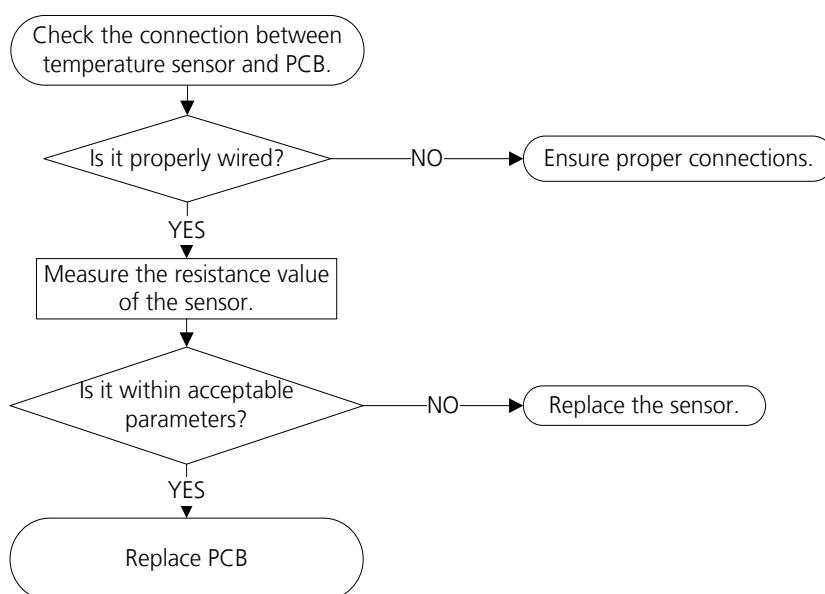 Check the connection between
temperature sensor and PCB.
Is it properly wired?
NO
Ensure proper connections.
YES
Measure the resistance value
of the sensor.
Is it within acceptable
parameters?
NO
Replace the sensor.
YES
Replace PCB